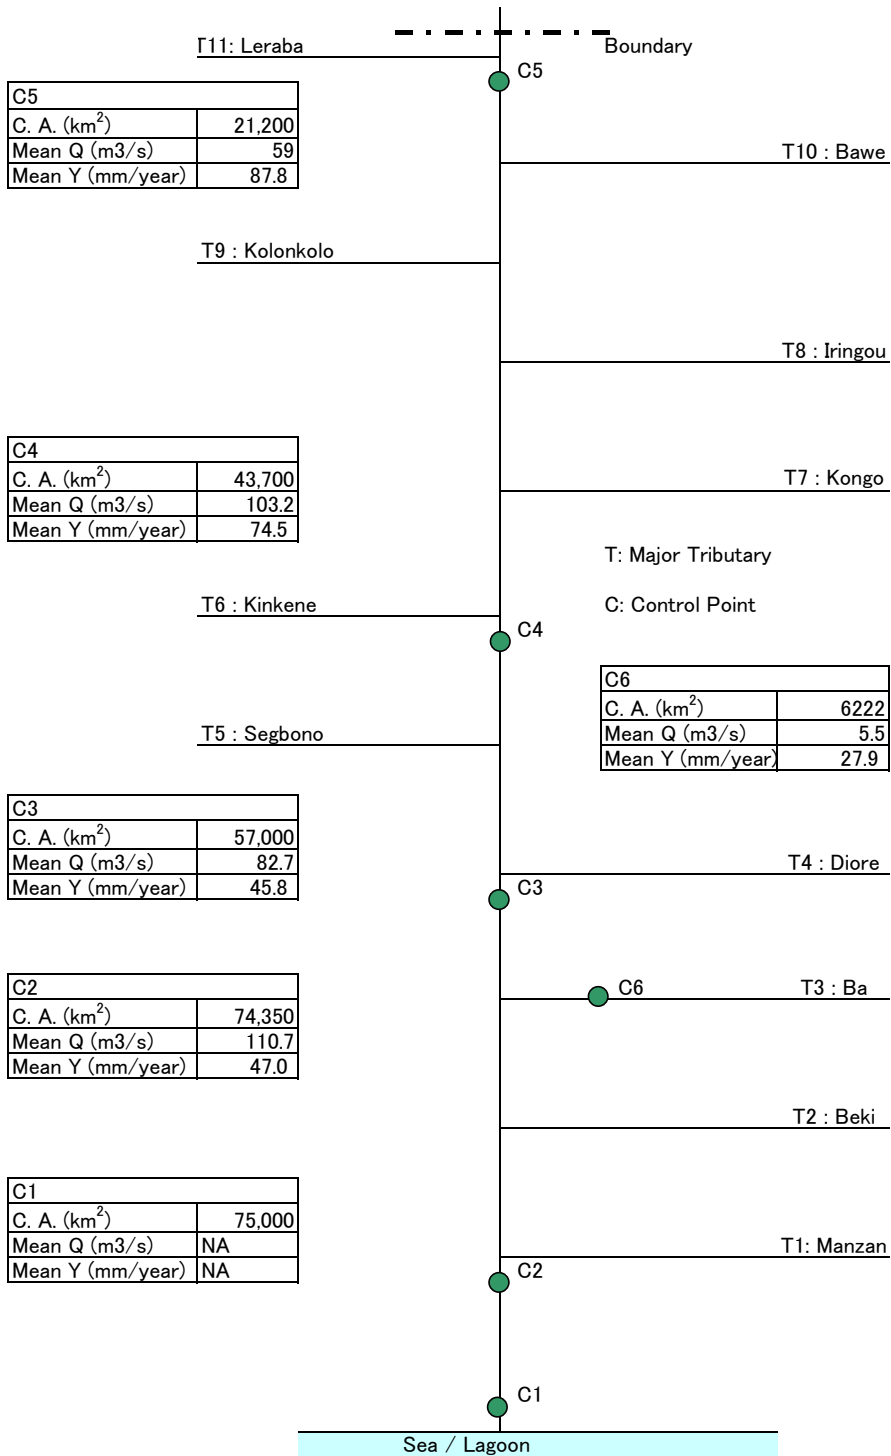 T11: Leraba
Boundary
C5
C5
C. A. (km²) 21,200
Mean Q (m3/s) 59
Mean Y (mm/year) 87.8
T10 : Bawe
T9 : Kolonkolo
T8 : Iringou
C4
C. A. (km²) 43,700
Mean Q (m3/s) 103.2
Mean Y (mm/year) 74.5
T7 : Kongo
T: Major Tributary
C: Control Point
T6 : Kinkene
C4
C6
C. A. (km²) 6222
Mean Q (m3/s) 5.5
Mean Y (mm/year) 27.9
T5 : Segbono
C3
C. A. (km²) 57,000
Mean Q (m3/s) 82.7
Mean Y (mm/year) 45.8
T4 : Diore
C3
C2
C. A. (km²) 74,350
Mean Q (m3/s) 110.7
Mean Y (mm/year) 47.0
C6
T3 : Ba
T2 : Beki
C1
C. A. (km²) 75,000
Mean Q (m3/s) NA
Mean Y (mm/year) NA
T1: Manzan
C2
C1
Sea / Lagoon